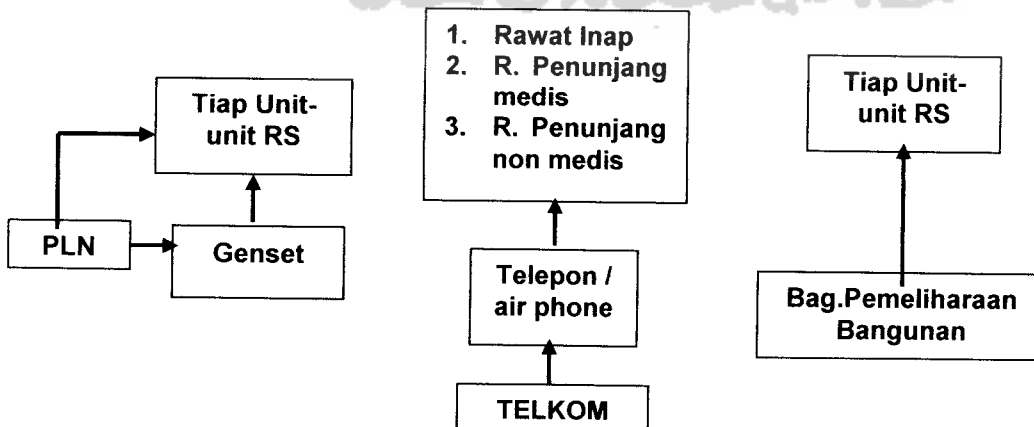 Tiap Unit-
unit RS
PLN
Genset
1. Rawat Inap
2. R. Penunjang
medis
3. R. Penunjang
non medis
Telepon /
air phone
TELKOM
Tiap Unit-
unit RS
Bag.Pemeliharaan
Bangunan